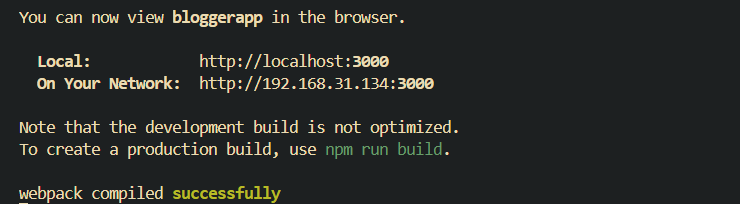 You can now view bloggerapp in the browser.
Local: http://localhost:3000
On Your Network: http://192.168.31.134:3000
Note that the development build is not optimized.
To create a production build, use npm run build.
webpack compiled successfully